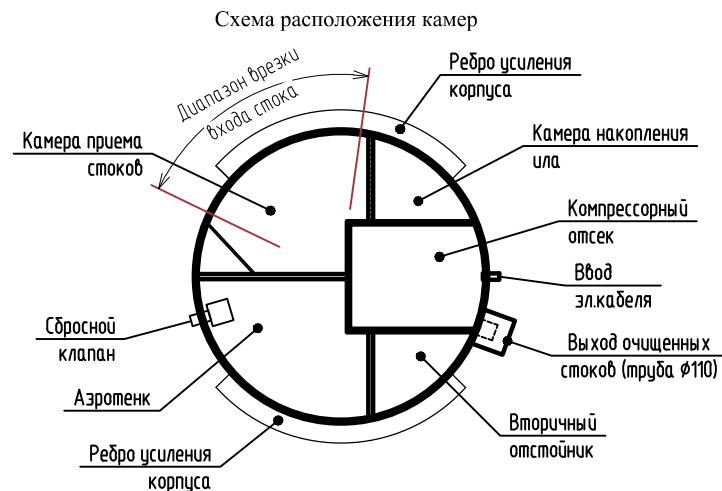 Схема расположения камер
Диапазон врезки
входа стока
Ребро усиления
корпуса
Камера приема
стоков
Камера накопления
ила
Компрессорный
отсек
Ввод
эл.кабеля
Сбросной
клапан
Выход очищенных
стоков (труба Ø110)
Аэротенк
Вторичный
отстойник
Ребро усиления
корпуса